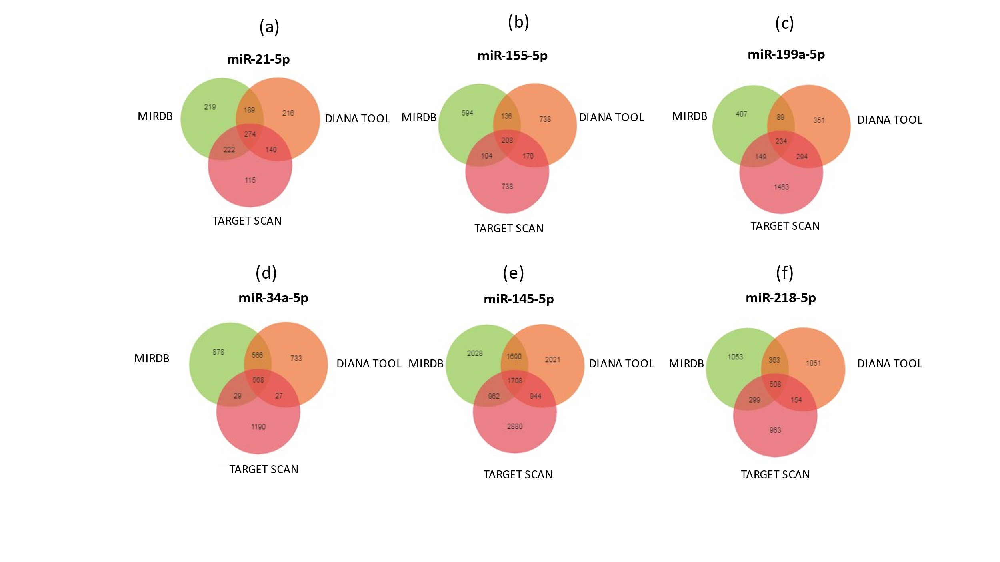 (a)
miR-21-5p
219
189
216
MIRDB
DIANA TOOL
274
222
140
115
TARGET SCAN
(b)
miR-155-5p
594
136
738
MIRDB
DIANA TOOL
208
104
176
738
TARGET SCAN
(c)
miR-199a-5p
407
89
351
MIRDB
DIANA TOOL
234
149
294
1463
TARGET SCAN
(d)
miR-34a-5p
878
566
733
MIRDB
DIANA TOOL
568
29
27
1190
TARGET SCAN
(e)
miR-145-5p
2028
1690
2021
MIRDB
DIANA TOOL
1708
962
944
2880
TARGET SCAN
(f)
miR-218-5p
1053
363
1051
MIRDB
DIANA TOOL
508
299
154
963
TARGET SCAN